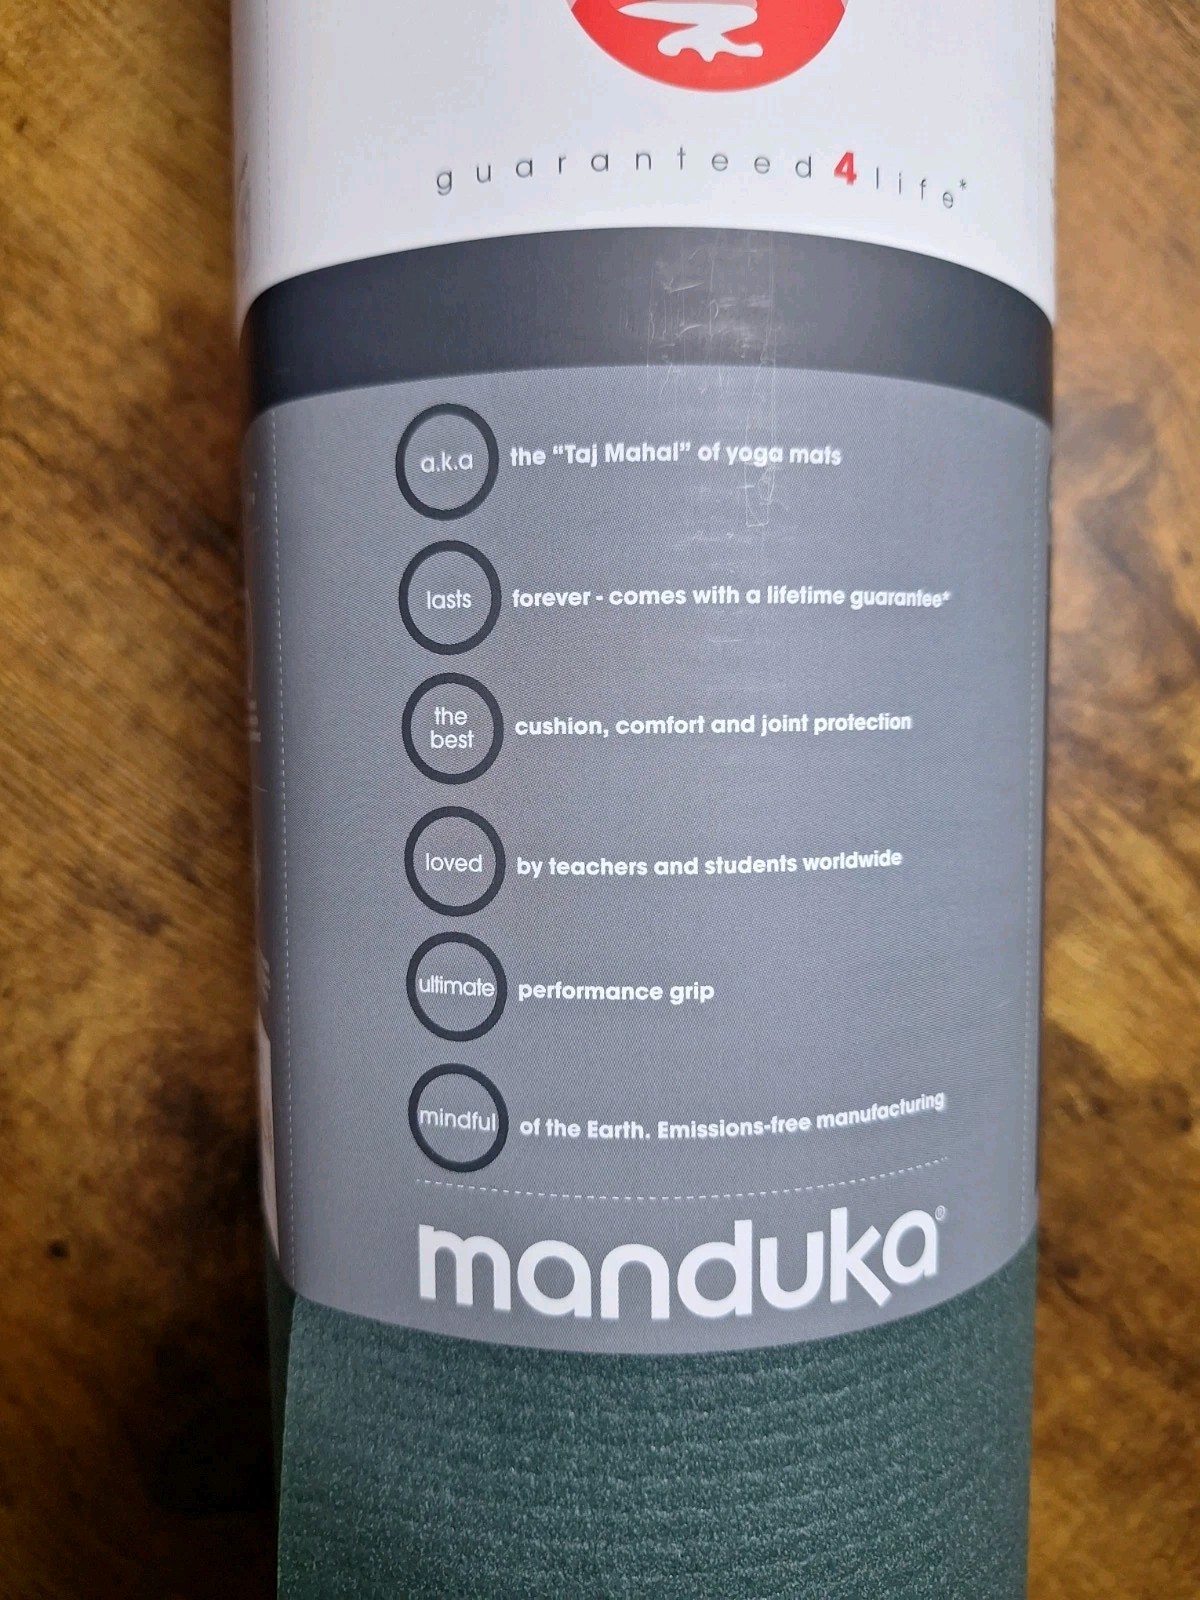 guaranteed4life*
a.k.a the “Taj Mahal” of yoga mats
lasts forever - comes with a lifetime guarantee*
the
best
cushion, comfort and joint protection
loved by teachers and students worldwide
ultimate performance grip
mindful of the Earth. Emissions-free manufacturing
manduka®